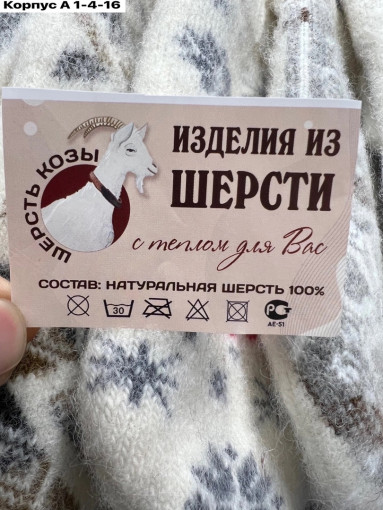 Корпус А 1-4-16
ШЕРСТЬ КОЗЫ
ИЗДЕЛИЯ ИЗ
ШЕРСТИ
с теплом для Вас
СОСТАВ: НАТУРАЛЬНАЯ ШЕРСТЬ 100%
30
РС
АЕ-51